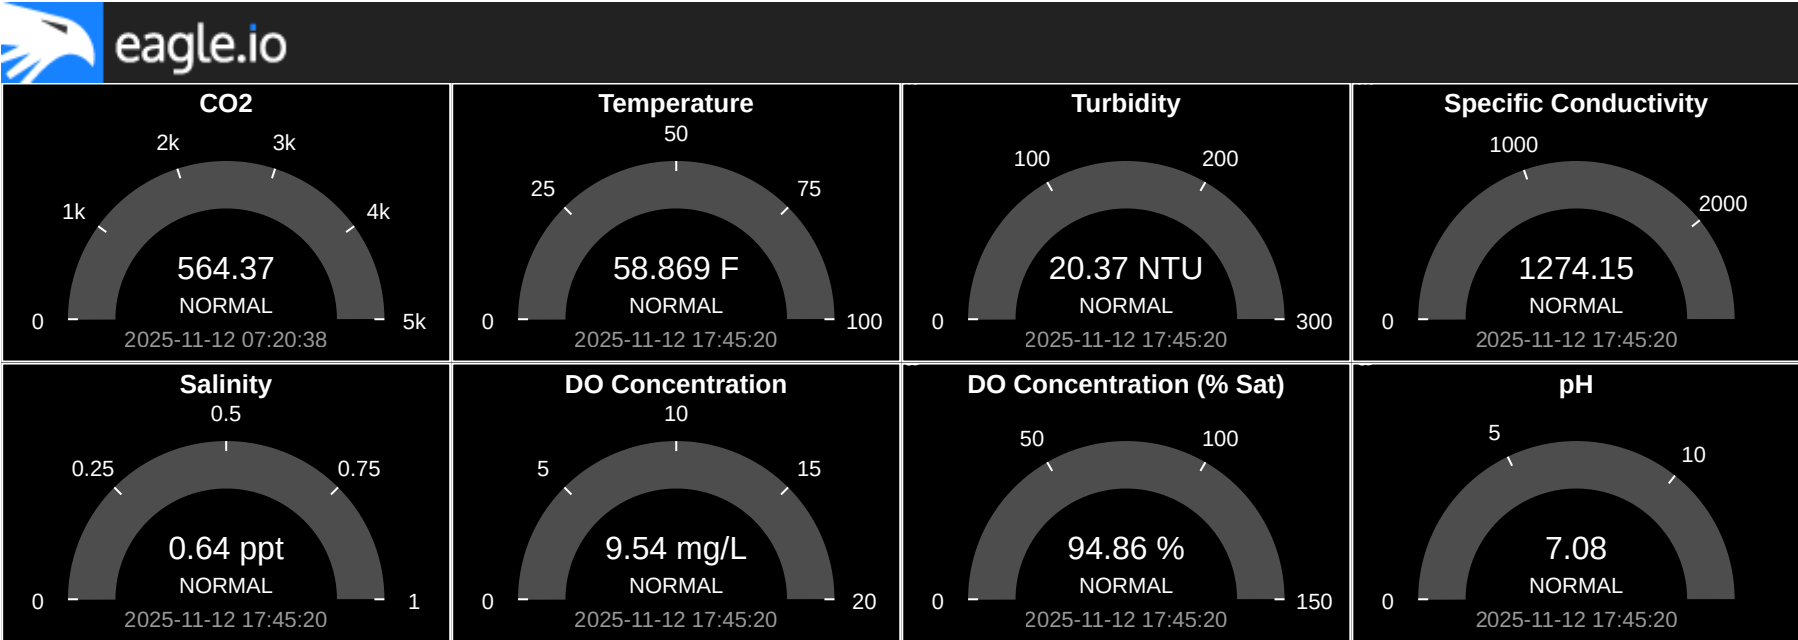 eagle.io
CO2
2k
3k
1k
4k
564.37
NORMAL
0
5k
2025-11-12 07:20:38
Temperature
50
25
75
58.869 F
NORMAL
0
100
2025-11-12 17:45:20
Turbidity
100
200
20.37 NTU
NORMAL
0
300
2025-11-12 17:45:20
Specific Conductivity
1000
2000
1274.15
NORMAL
0
2025-11-12 17:45:20
Salinity
0.5
0.25
0.75
0.64 ppt
NORMAL
0
1
2025-11-12 17:45:20
DO Concentration
10
5
15
9.54 mg/L
NORMAL
0
20
2025-11-12 17:45:20
DO Concentration (% Sat)
50
100
94.86 %
NORMAL
0
150
2025-11-12 17:45:20
pH
5
10
7.08
NORMAL
0
2025-11-12 17:45:20